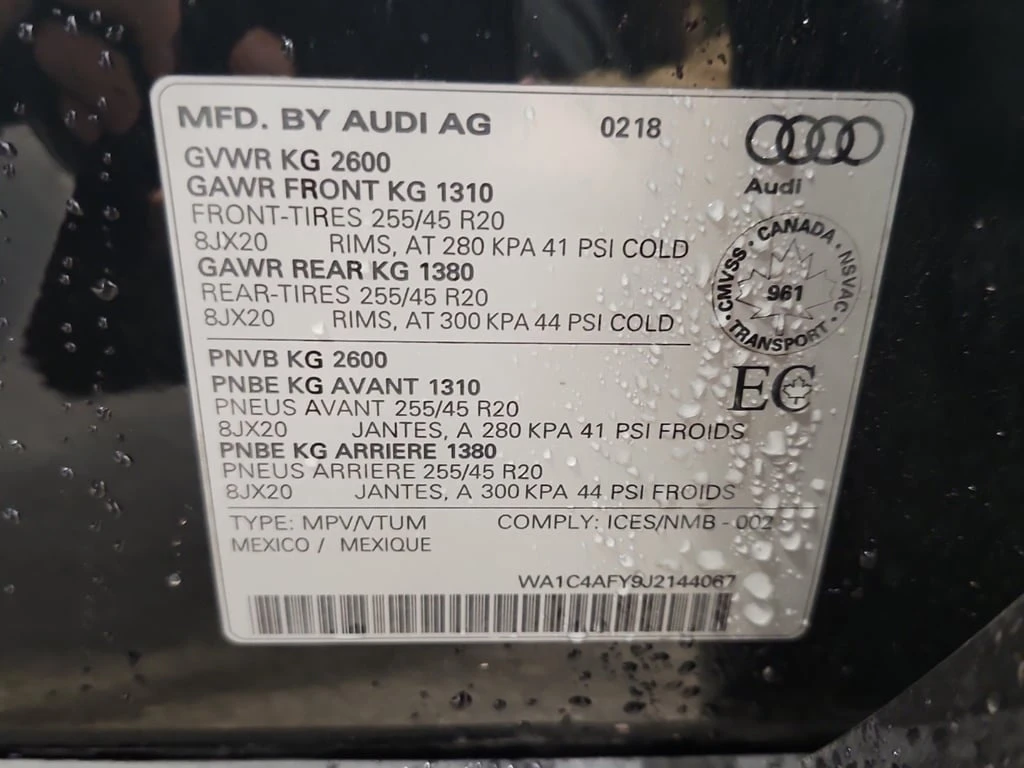 MFD. BY AUDI AG 0218
Audi
GVWR KG 2600
GAWR FRONT KG 1310
FRONT-TIRES 255/45 R20
8JX20 RIMS, AT 280 KPA 41 PSI COLD
GAWR REAR KG 1380
REAR-TIRES 255/45 R20
8JX20 RIMS, AT 300 KPA 44 PSI COLD
CMVSS · CANADA · NSVAC · TRANSPORT ·
961
PNVB KG 2600
PNBE KG AVANT 1310
PNEUS AVANT 255/45 R20
8JX20 JANTES, A 280 KPA 41 PSI FROIDS
PNBE KG ARRIERE 1380
PNEUS ARRIERE 255/45 R20
8JX20 JANTES, A 300 KPA 44 PSI FROIDS
EC
TYPE: MPV/VTUM COMPLY: ICES/NMB - 002
MEXICO / MEXIQUE
WA1C4AFY9J2144067